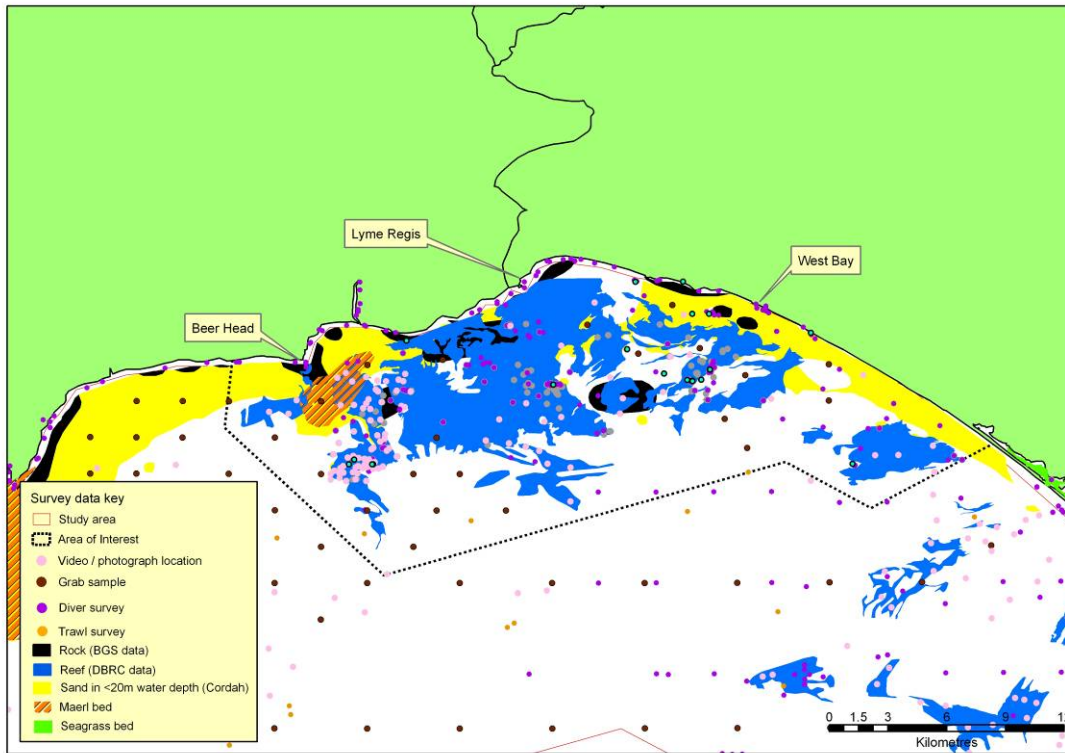 Lyme Regis
West Bay
Beer Head
Survey data key
Study area
Area of Interest
Video / photograph location
Grab sample
Diver survey
Trawl survey
Rock (BGS data)
Reef (DBRC data)
Sand in <20m water depth (Cordah)
Maerl bed
Seagrass bed
0 1.5 3 6 9
Kilometres